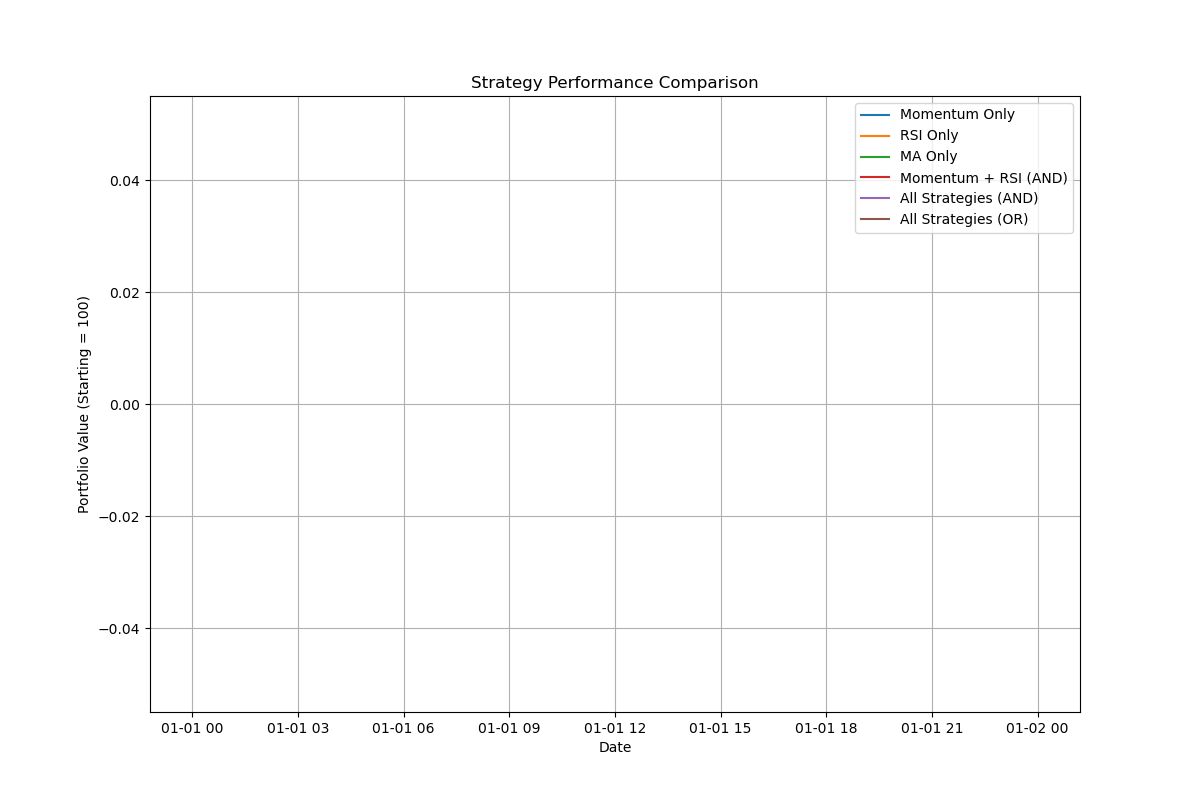 Strategy Performance Comparison
Momentum Only
RSI Only
MA Only
Momentum + RSI (AND)
All Strategies (AND)
All Strategies (OR)
Portfolio Value (Starting = 100)
0.04
0.02
0.00
−0.02
−0.04
01-01 00 01-01 03 01-01 06 01-01 09 01-01 12 01-01 15 01-01 18 01-01 21 01-02 00
Date